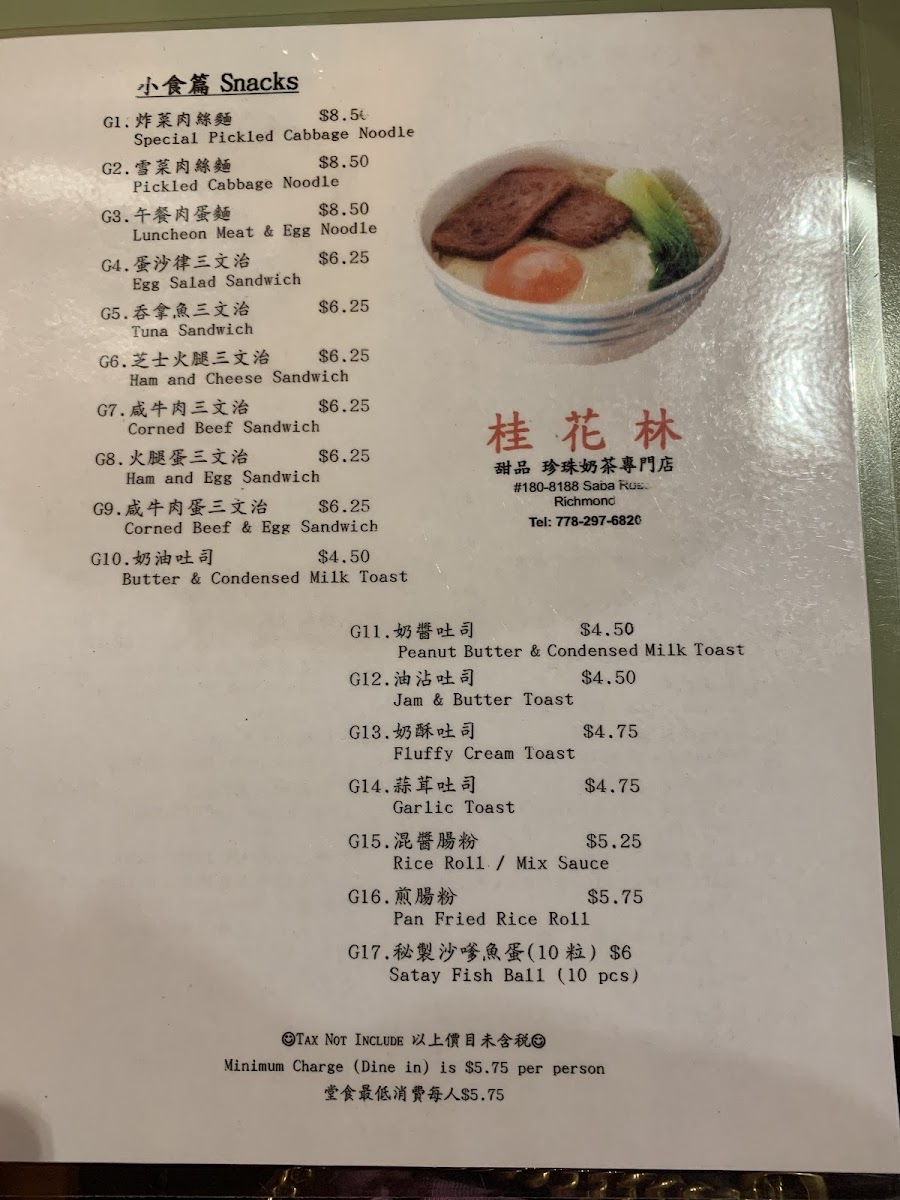 小食篇 Snacks
G1.炸菜肉絲麵 $8.50
Special Pickled Cabbage Noodle
G2.雪菜肉絲麵 $8.50
Pickled Cabbage Noodle
G3.午餐肉蛋麵 $8.50
Luncheon Meat & Egg Noodle
G4.蛋沙律三文治 $6.25
Egg Salad Sandwich
G5.吞拿魚三文治 $6.25
Tuna Sandwich
G6.芝士火腿三文治 $6.25
Ham and Cheese Sandwich
G7.咸牛肉三文治 $6.25
Corned Beef Sandwich
G8.火腿蛋三文治 $6.25
Ham and Egg Sandwich
G9.咸牛肉蛋三文治 $6.25
Corned Beef & Egg Sandwich
G10.奶油吐司 $4.50
Butter & Condensed Milk Toast
桂花林
甜品 珍珠奶茶專門店
#180-8188 Saba
Richmond
Tel: 778-297-6820
G11.奶醬吐司 $4.50
Peanut Butter & Condensed Milk Toast
G12.油沾吐司 $4.50
Jam & Butter Toast
G13.奶酥吐司 $4.75
Fluffy Cream Toast
G14.蒜茸吐司 $4.75
Garlic Toast
G15.混醬腸粉 $5.25
Rice Roll / Mix Sauce
G16.煎腸粉 $5.75
Pan Fried Rice Roll
G17.秘製沙嗲魚蛋(10粒) $6
Satay Fish Ball (10 pcs)
☺Tax Not Include 以上價目未含税☺
Minimum Charge (Dine in) is $5.75 per person
堂食最低消費每人$5.75